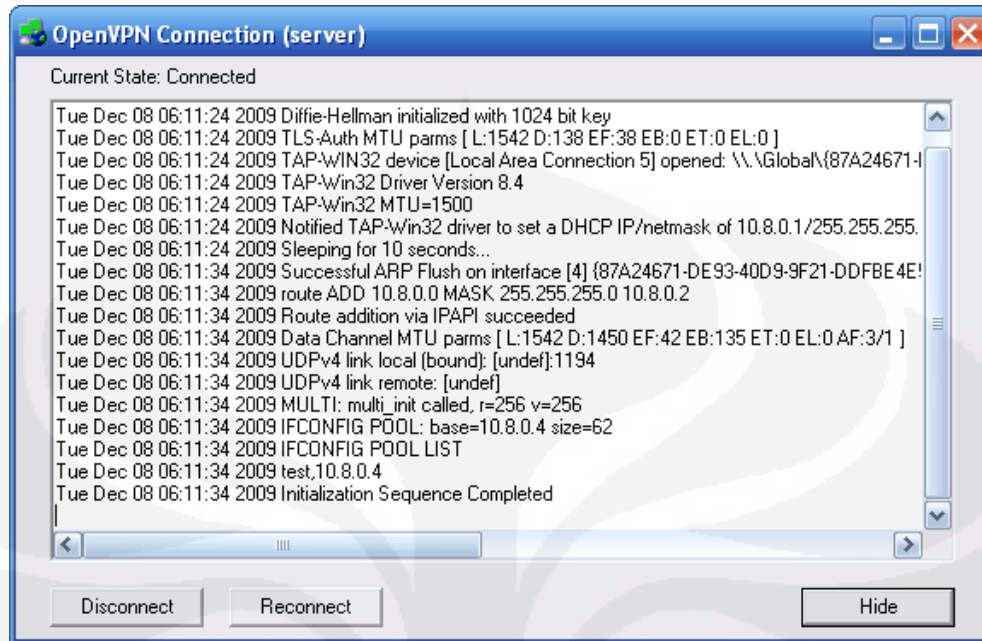 OpenVPN Connection (server)
Current State: Connected
Tue Dec 08 06:11:24 2009 Diffie-Hellman initialized with 1024 bit key
Tue Dec 08 06:11:24 2009 TLS-Auth MTU parms [ L:1542 D:138 EF:38 EB:0 ET:0 EL:0 ]
Tue Dec 08 06:11:24 2009 TAP-WIN32 device [Local Area Connection 5] opened: \\.\Global\{87A24671-
Tue Dec 08 06:11:24 2009 TAP-Win32 Driver Version 8.4
Tue Dec 08 06:11:24 2009 TAP-Win32 MTU=1500
Tue Dec 08 06:11:24 2009 Notified TAP-Win32 driver to set a DHCP IP/netmask of 10.8.0.1/255.255.255.
Tue Dec 08 06:11:24 2009 Sleeping for 10 seconds...
Tue Dec 08 06:11:34 2009 Successful ARP Flush on interface [4] {87A24671-DE93-40D9-9F21-DDFBE4E
Tue Dec 08 06:11:34 2009 route ADD 10.8.0.0 MASK 255.255.255.0 10.8.0.2
Tue Dec 08 06:11:34 2009 Route addition via IPAPI succeeded
Tue Dec 08 06:11:34 2009 Data Channel MTU parms [ L:1542 D:1450 EF:42 EB:135 ET:0 EL:0 AF:3/1 ]
Tue Dec 08 06:11:34 2009 UDPv4 link local (bound): [undef]:1194
Tue Dec 08 06:11:34 2009 UDPv4 link remote: [undef]
Tue Dec 08 06:11:34 2009 MULTI: multi_init called, r=256 v=256
Tue Dec 08 06:11:34 2009 IFCONFIG POOL: base=10.8.0.4 size=62
Tue Dec 08 06:11:34 2009 IFCONFIG POOL LIST
Tue Dec 08 06:11:34 2009 test,10.8.0.4
Tue Dec 08 06:11:34 2009 Initialization Sequence Completed
Disconnect
Reconnect
Hide